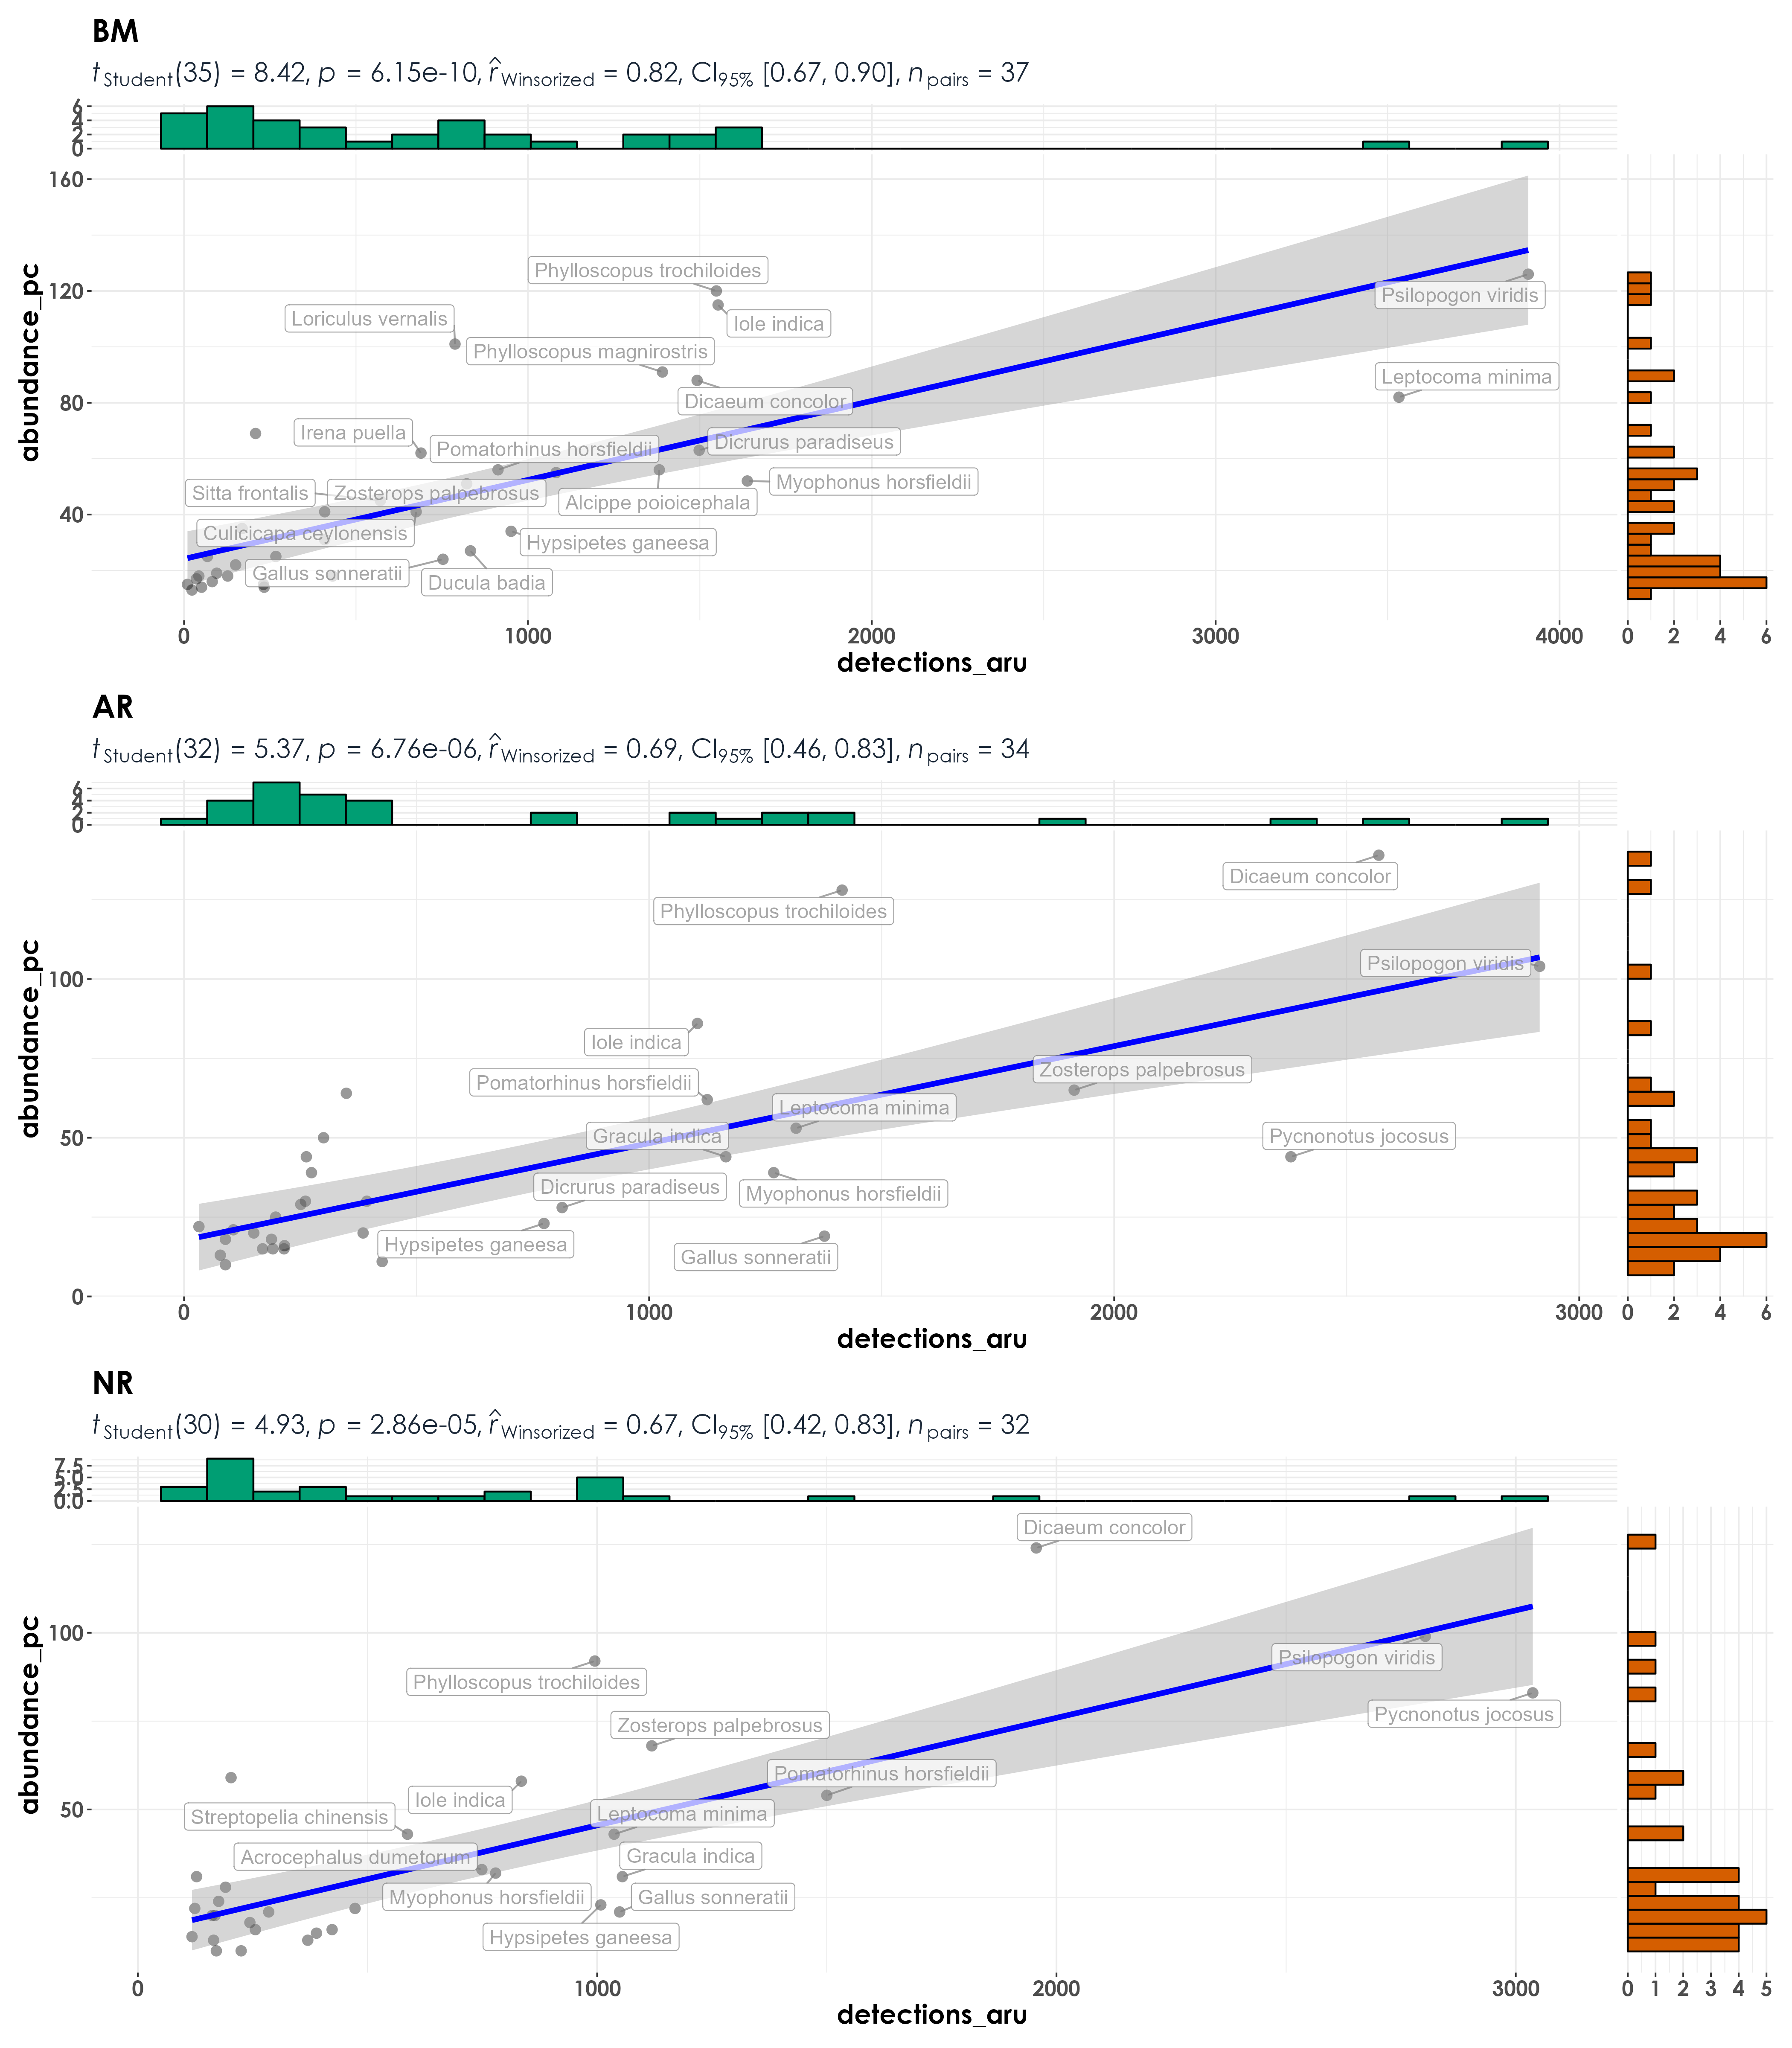 BM
t Student(35) = 8.42, p = 6.15e-10, r̂ Winsorized = 0.82, CI95% [0.67, 0.90], n pairs = 37
6
4
2
0
160
120
80
40
abundance_pc
Phylloscopus trochiloides
Psilopogon viridis
Loriculus vernalis
Iole indica
Phylloscopus magnirostris
Leptocoma minima
Dicaeum concolor
Irena puella
Pomatorhinus horsfieldii
Dicrurus paradiseus
Sitta frontalis
Zosterops palpebrosus
Myophonus horsfieldii
Alcippe poioicephala
Culicicapa ceylonensis
Hypsipetes ganeesa
Gallus sonneratii
Ducula badia
0 1000 2000 3000 4000
0 2 4 6
detections_aru
AR
t Student(32) = 5.37, p = 6.76e-06, r̂ Winsorized = 0.69, CI95% [0.46, 0.83], n pairs = 34
6
4
2
0
100
50
0
abundance_pc
Dicaeum concolor
Phylloscopus trochiloides
Psilopogon viridis
Iole indica
Zosterops palpebrosus
Pomatorhinus horsfieldii
Leptocoma minima
Gracula indica
Pycnonotus jocosus
Dicrurus paradiseus
Myophonus horsfieldii
Hypsipetes ganeesa
Gallus sonneratii
0 1000 2000 3000
0 2 4 6
detections_aru
NR
t Student(30) = 4.93, p = 2.86e-05, r̂ Winsorized = 0.67, CI95% [0.42, 0.83], n pairs = 32
7.5
5.0
2.5
0.0
100
50
abundance_pc
Dicaeum concolor
Psilopogon viridis
Phylloscopus trochiloides
Pycnonotus jocosus
Zosterops palpebrosus
Pomatorhinus horsfieldii
Iole indica
Streptopelia chinensis
Leptocoma minima
Acrocephalus dumetorum
Gracula indica
Myophonus horsfieldii
Gallus sonneratii
Hypsipetes ganeesa
0 1000 2000 3000
0 1 2 3 4 5
detections_aru